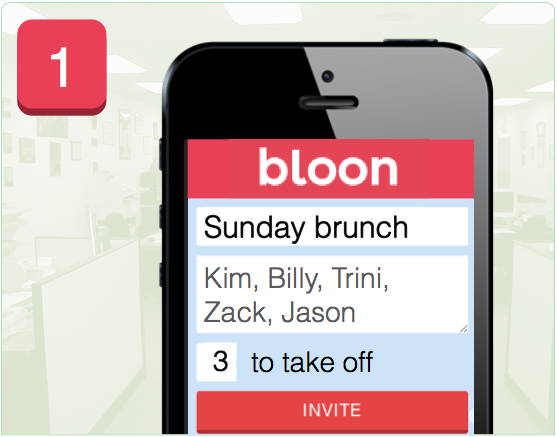 1
bloon
Sunday brunch
Kim, Billy, Trini,
Zack, Jason
3 to take off
INVITE